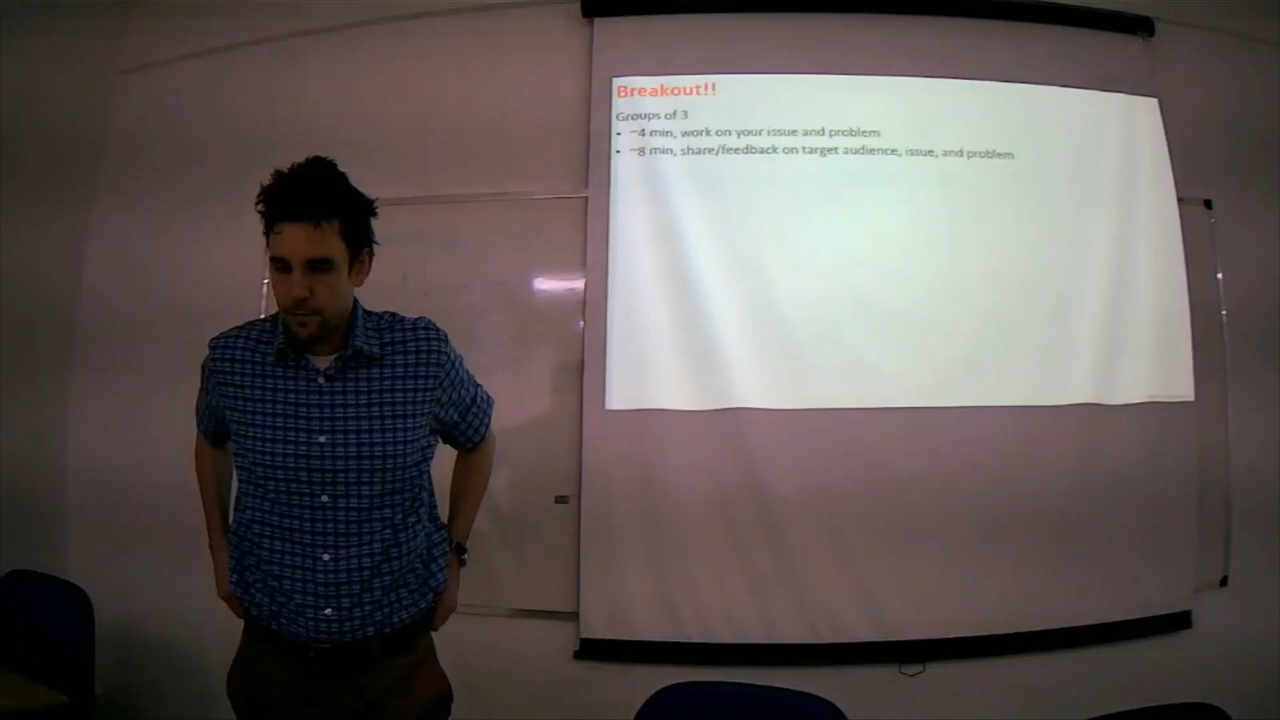 Breakout!!
Groups of 3
• ~4 min, work on your issue and problem
• ~8 min, share/feedback on target audience, issue, and problem